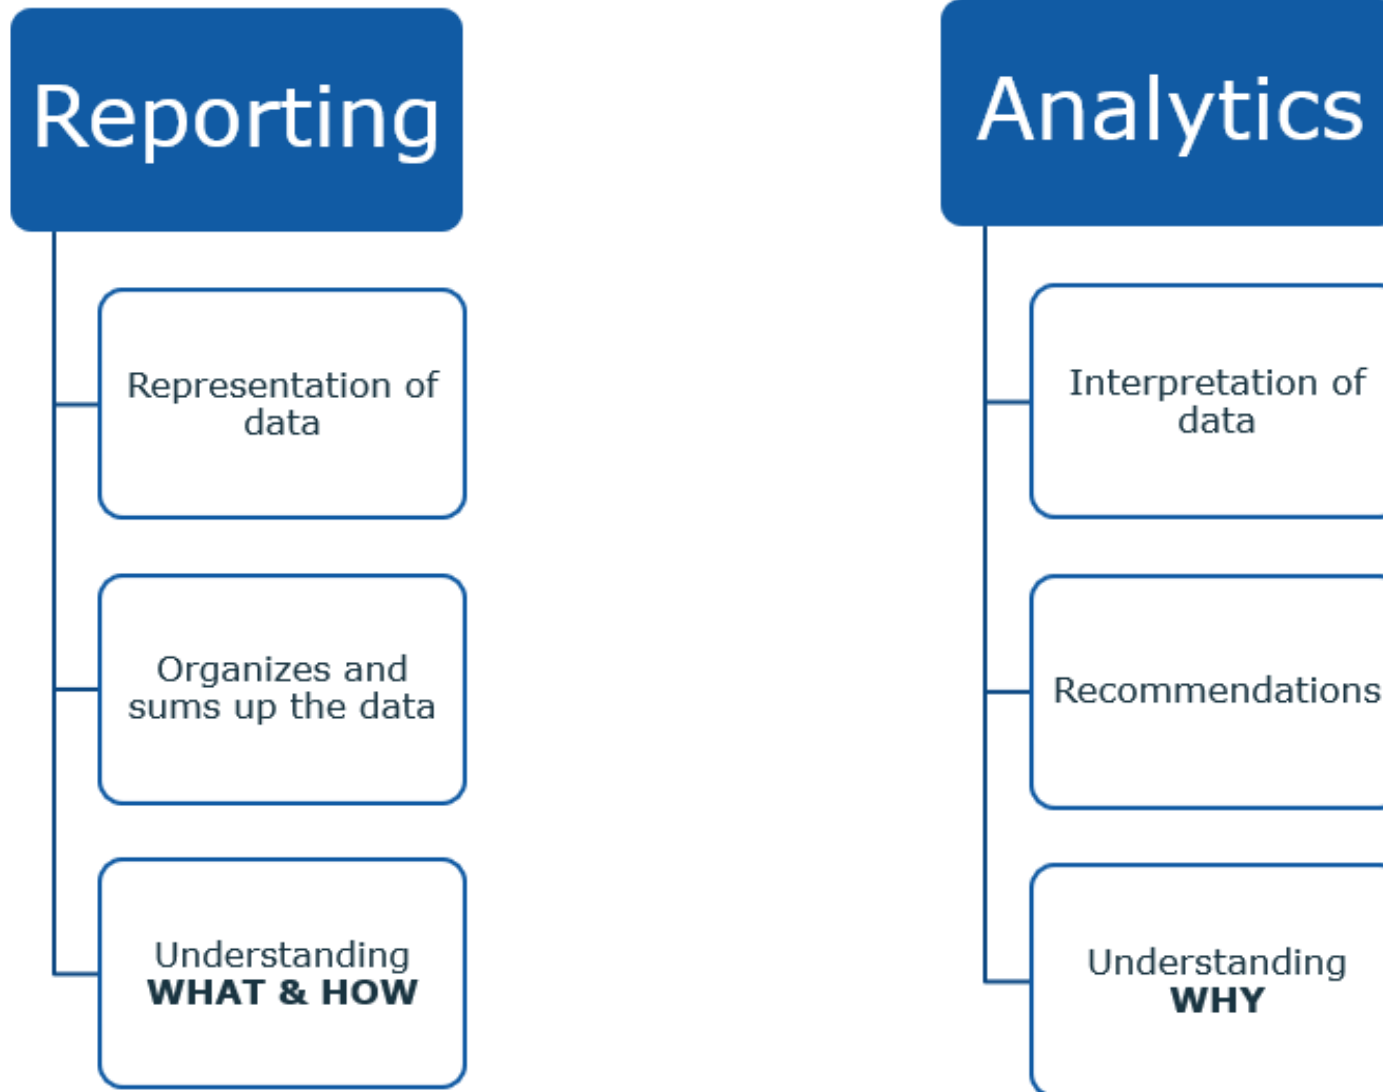 Reporting
Representation of
data
Organizes and
sums up the data
Understanding
WHAT & HOW
Analytics
Interpretation of
data
Recommendations
Understanding
WHY